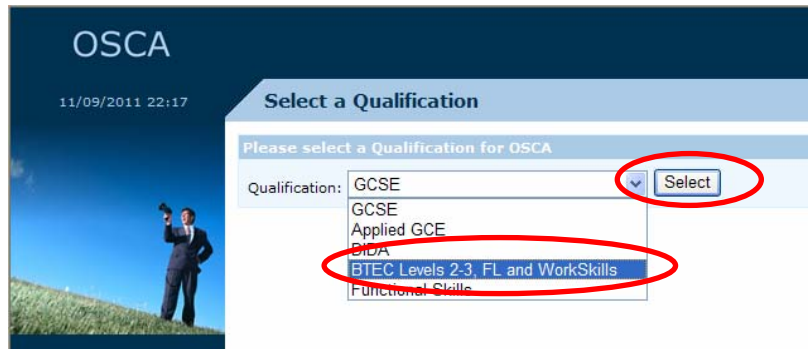 OSCA
11/09/2011 22:17
Select a Qualification
Please select a Qualification for OSCA
Qualification: GCSE Select
GCSE
Applied GCE
DIDA
BTEC Levels 2-3, FL and WorkSkills
Functional Skills